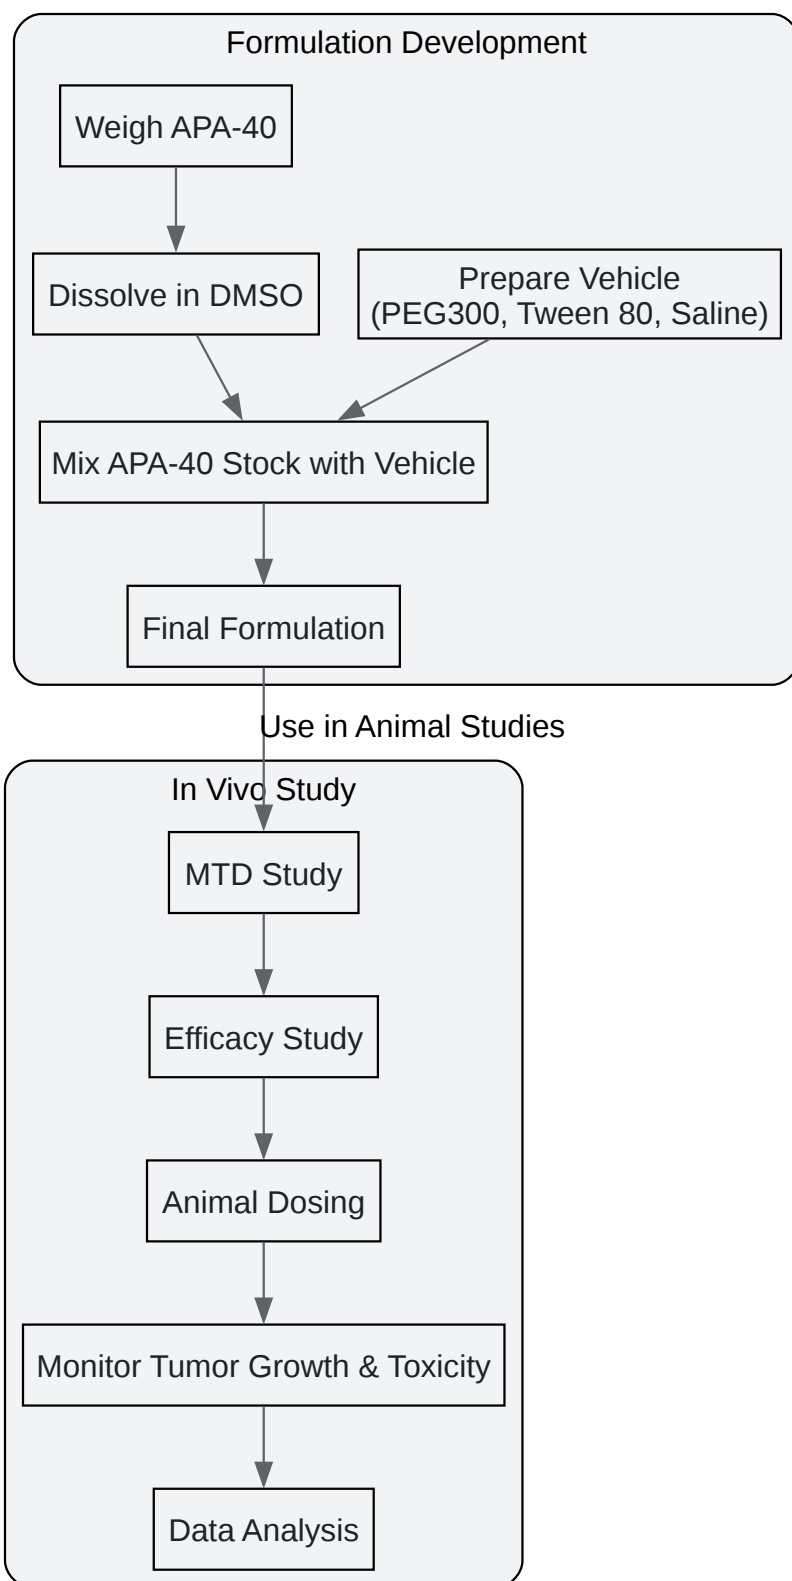 Formulation Development
Weigh APA-40
Dissolve in DMSO
Prepare Vehicle
(PEG300, Tween 80, Saline)
Mix APA-40 Stock with Vehicle
Final Formulation
Use in Animal Studies
In Vivo Study
MTD Study
Efficacy Study
Animal Dosing
Monitor Tumor Growth & Toxicity
Data Analysis